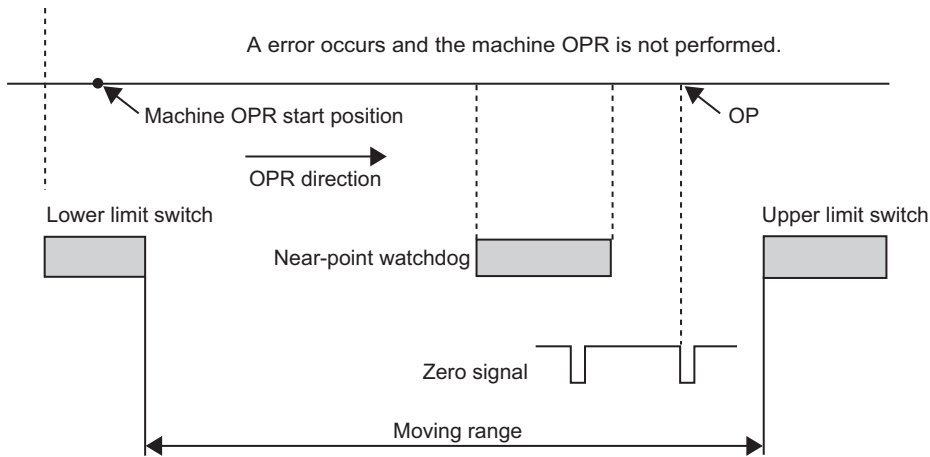 A error occurs and the machine OPR is not performed.
Machine OPR start position
OP
OPR direction
Lower limit switch
Upper limit switch
Near-point watchdog
Zero signal
Moving range